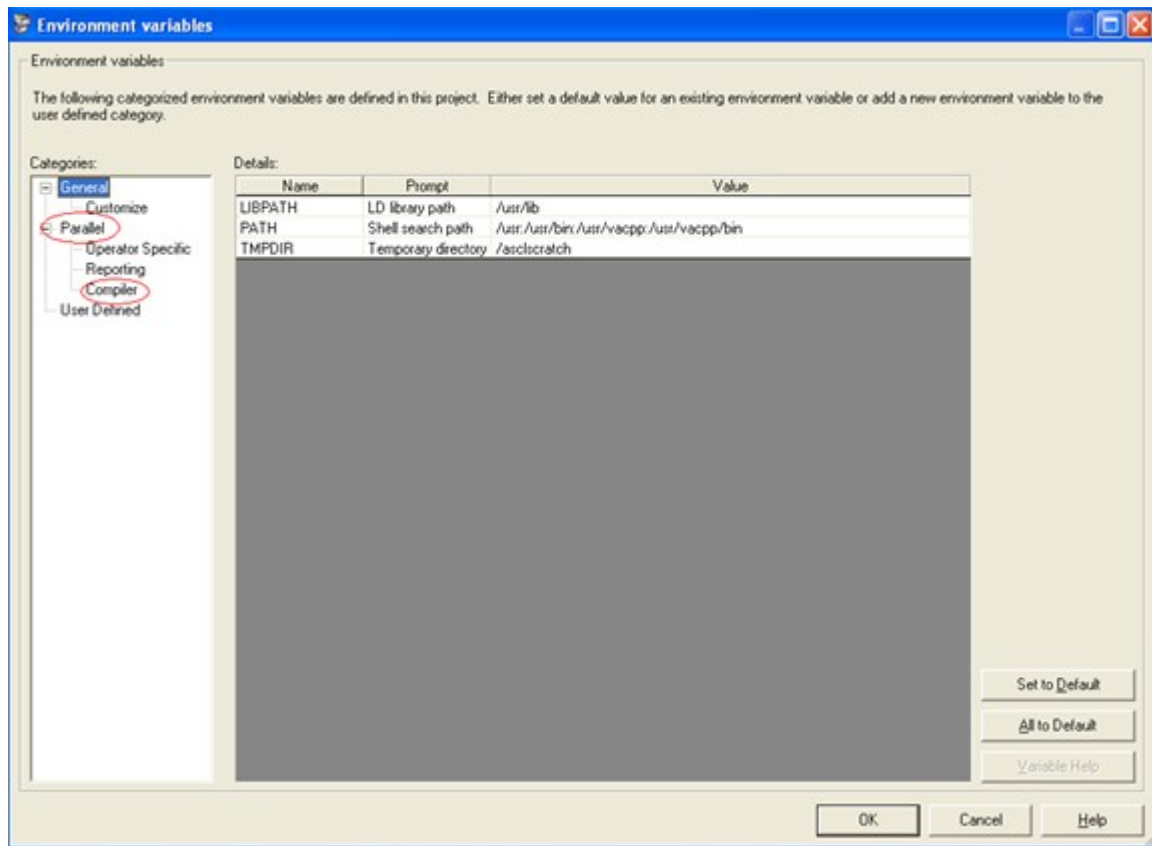 Environment variables
Environment variables
The following categorized environment variables are defined in this project. Either set a default value for an existing environment variable or add a new environment variable to the
user defined category.
Categories:
General
Customize
Parallel
Operator Specific
Reporting
Compiler
User Defined
Details:
Name Prompt Value
LIBPATH LD library path /usr/lib
PATH Shell search path /usr:/usr/bin:/usr/vacpp:/usr/vacpp/bin
TMPDIR Temporary directory /asclscratch
Set to Default
All to Default
Variable Help
OK Cancel Help